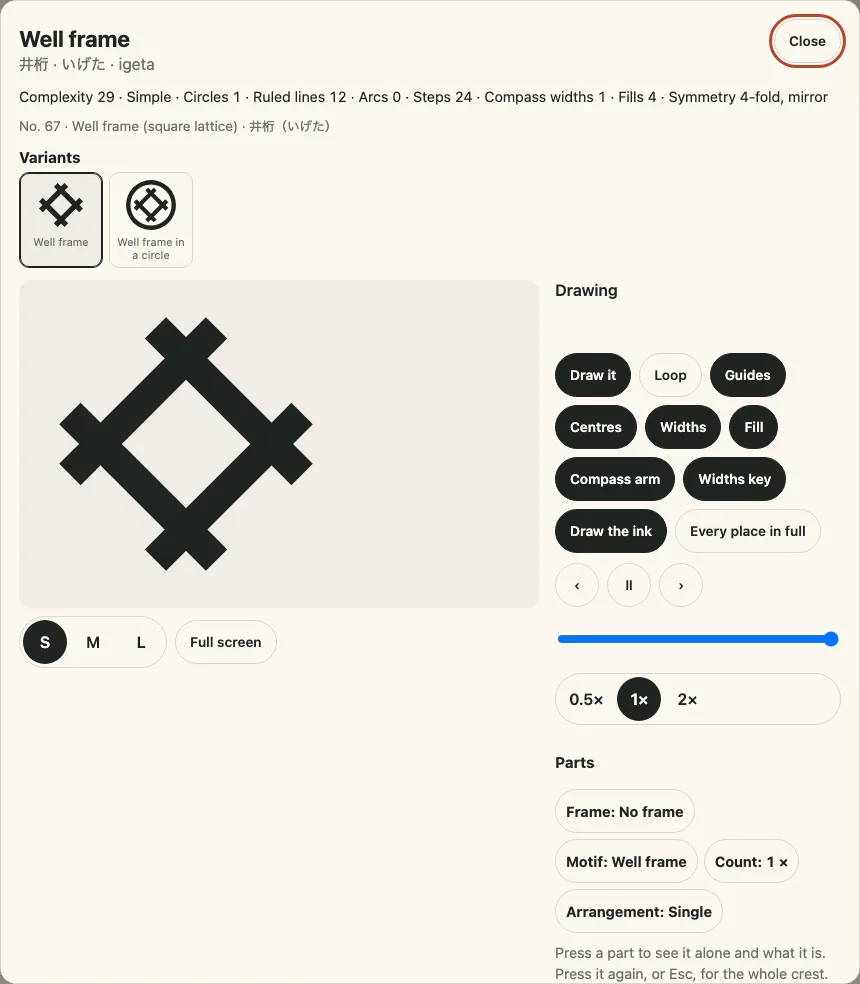 Well frame
Close
井桁 · いげた · igeta
Complexity 29 · Simple · Circles 1 · Ruled lines 12 · Arcs 0 · Steps 24 · Compass widths 1 · Fills 4 · Symmetry 4-fold, mirror
No. 67 · Well frame (square lattice) · 井桁（いげた）
Variants
Well frame
Well frame in
a circle
Drawing
Draw it
Loop
Guides
Centres
Widths
Fill
Compass arm
Widths key
Draw the ink
Every place in full
‹
II
›
S
M
L
Full screen
0.5×
1×
2×
Parts
Frame: No frame
Motif: Well frame
Count: 1 ×
Arrangement: Single
Press a part to see it alone and what it is.
Press it again, or Esc, for the whole crest.